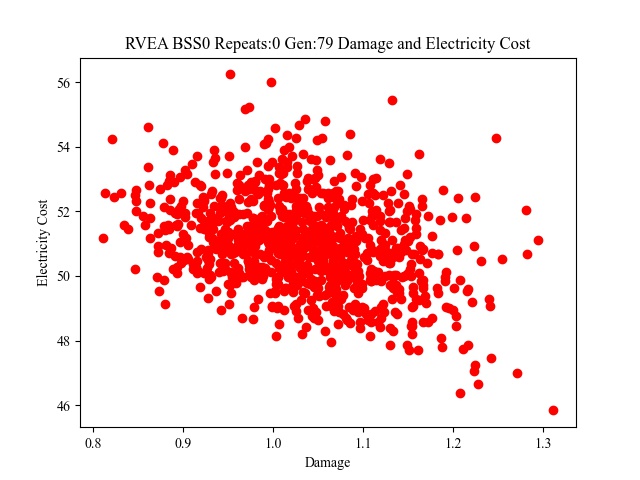 RVEA BSS0 Repeats:0 Gen:79 Damage and Electricity Cost
56
54
52
50
48
46
Electricity Cost
0.8 0.9 1.0 1.1 1.2 1.3
Damage